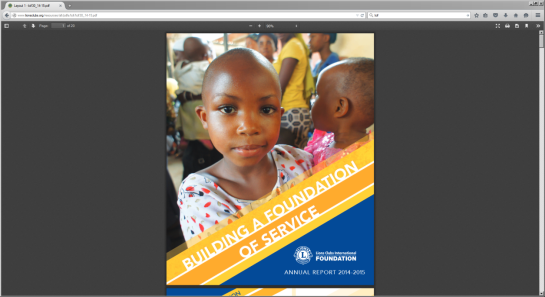 BUILDING A FOUNDATION
OF SERVICE
L
Lions Clubs International
FOUNDATION
ANNUAL REPORT 2014-2015